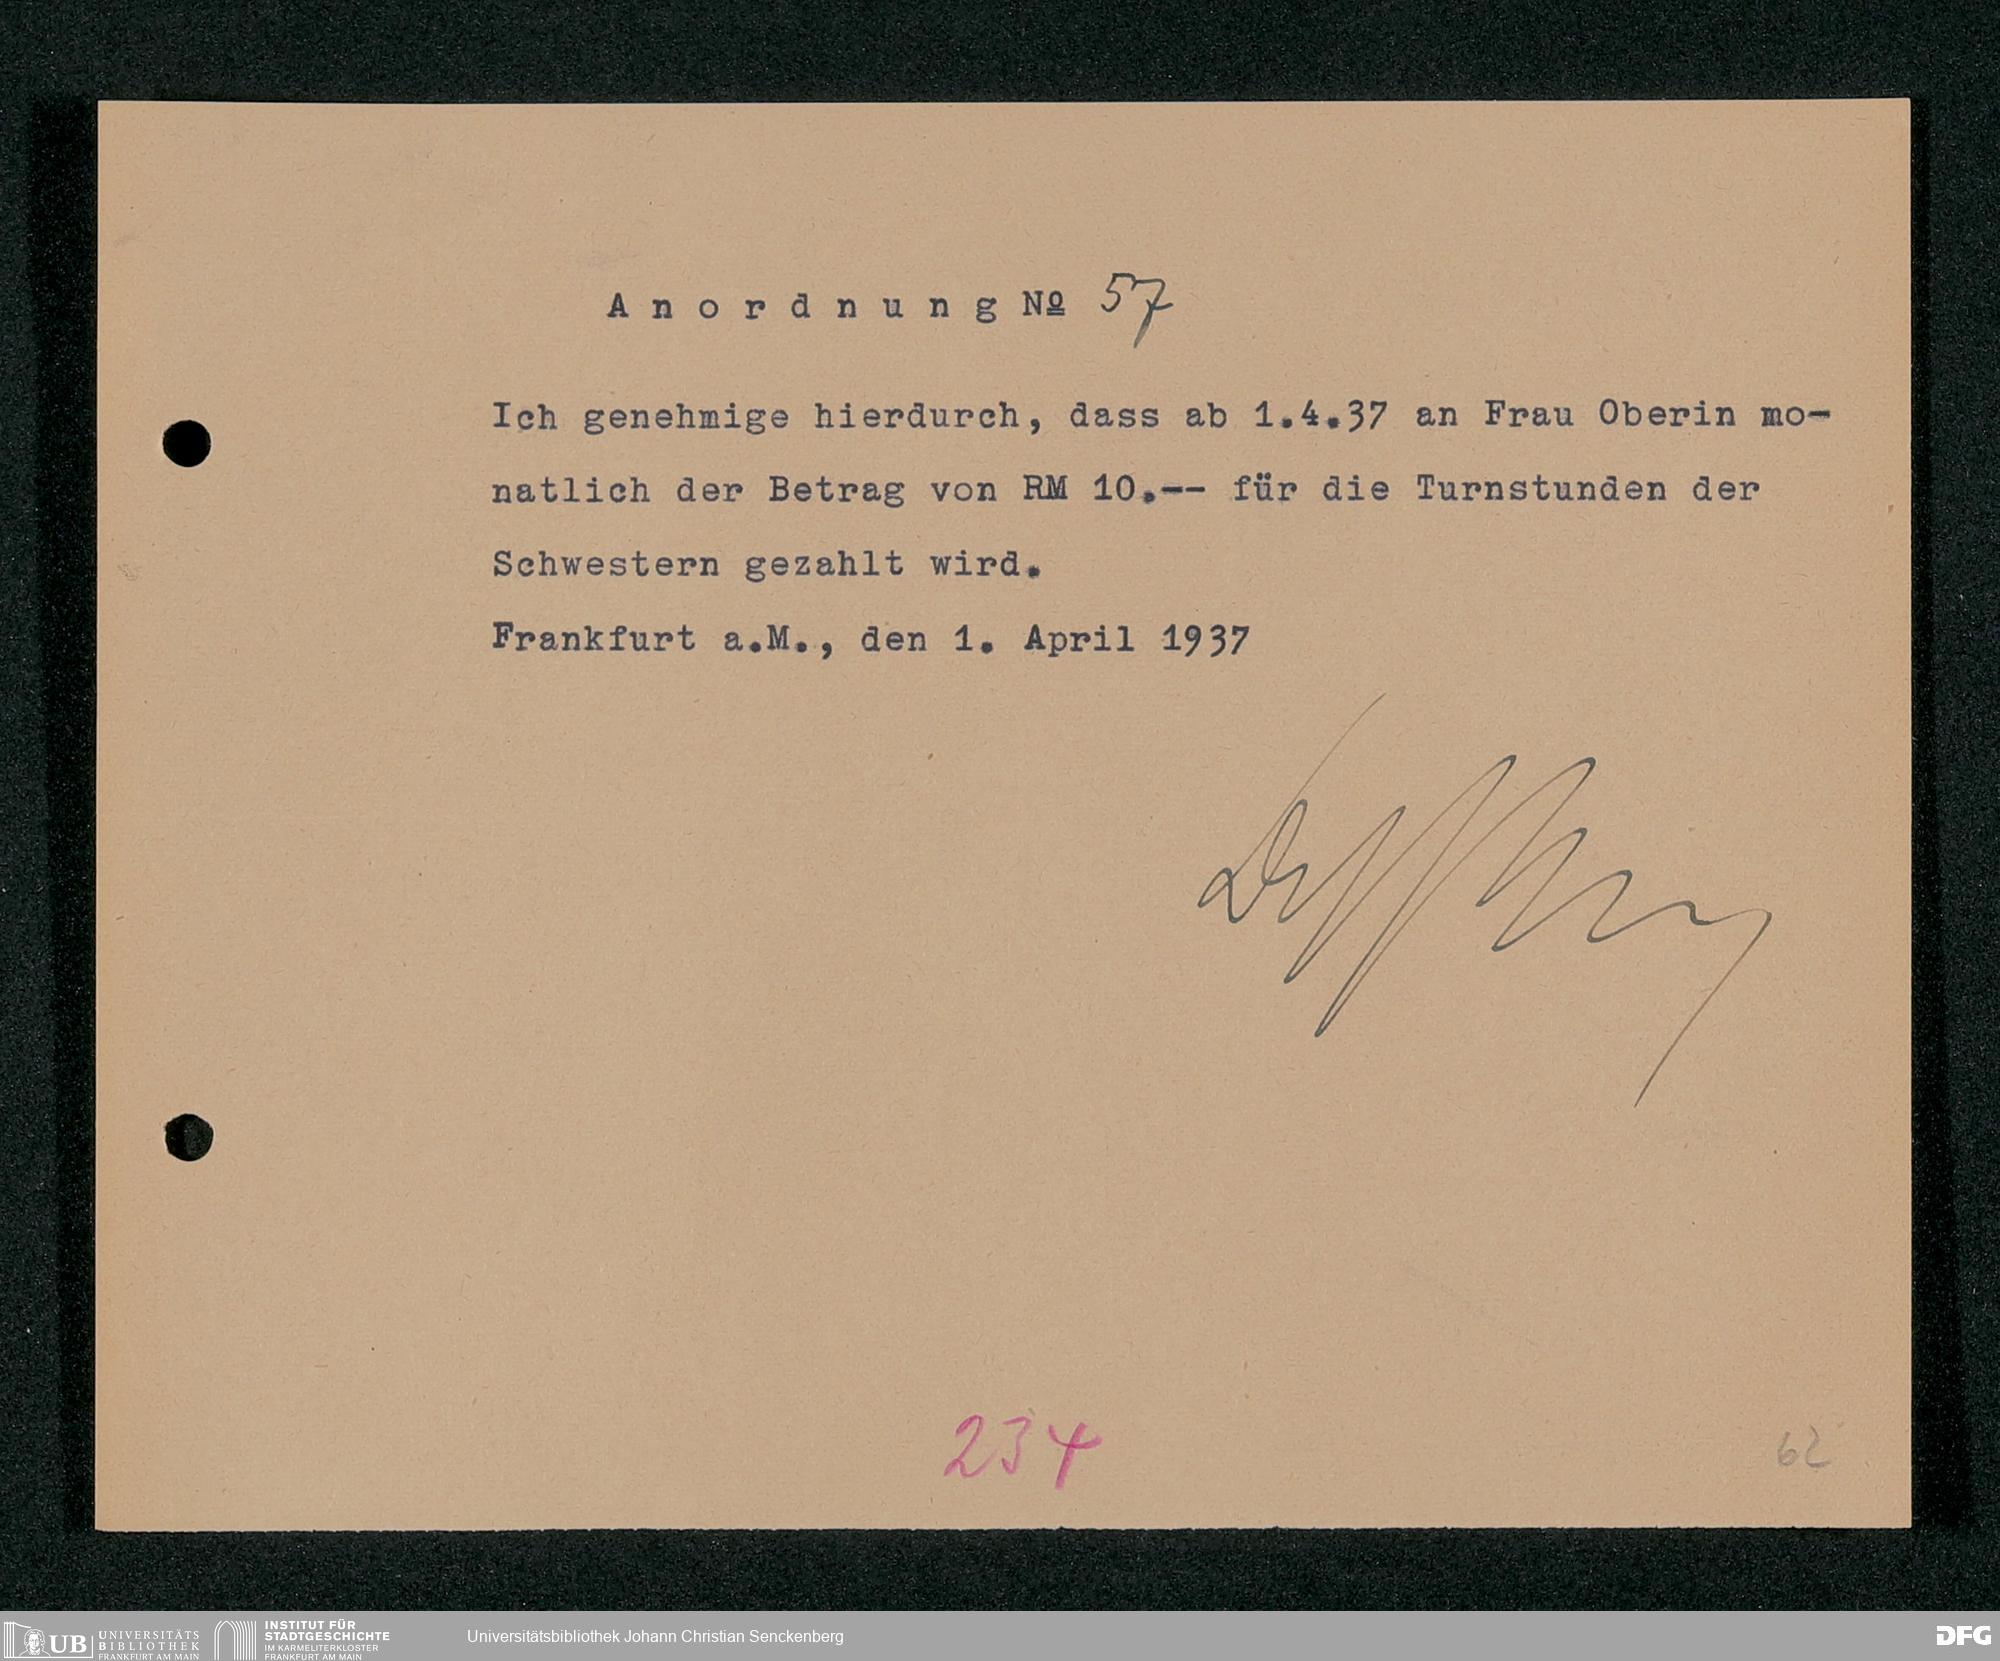 A n o r d n u n g № 57
Ich genehmige hierdurch, dass ab 1.4.37 an Frau Oberin mo-
natlich der Betrag von RM 10.-- für die Turnstunden der
Schwestern gezahlt wird.
Frankfurt a.M., den 1. April 1937
234
62
UB
UNIVERSITÄTS
BIBLIOTHEK
FRANKFURT AM MAIN
INSTITUT FÜR
STADTGESCHICHTE
IM KARMELITERKLOSTER
FRANKFURT AM MAIN
Universitätsbibliothek Johann Christian Senckenberg
DFG